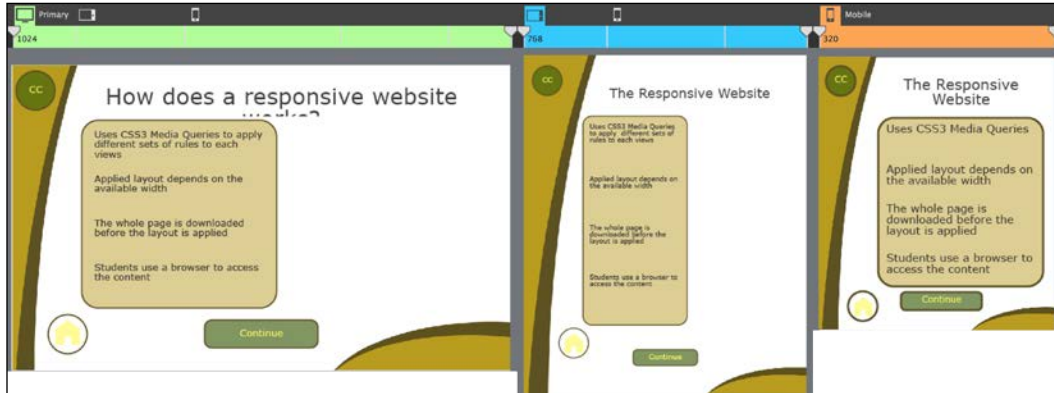 Primary
1024
CC
How does a responsive website
works?
Uses CSS3 Media Queries to apply
different sets of rules to each
views
Applied layout depends on the
available width
The whole page is downloaded
before the layout is applied
Students use a browser to access
the content
Continue
768
CC
The Responsive Website
Uses CSS3 Media Queries
to apply different sets of
rules to each views
Applied layout depends on
the available width
The whole page is
downloaded before the
layout is applied
Students use a browser to
access the content
Continue
Mobile
320
CC
The Responsive
Website
Uses CSS3 Media Queries
Applied layout depends on
the available width
The whole page is
downloaded before the
layout is applied
Students use a browser to
access the content
Continue